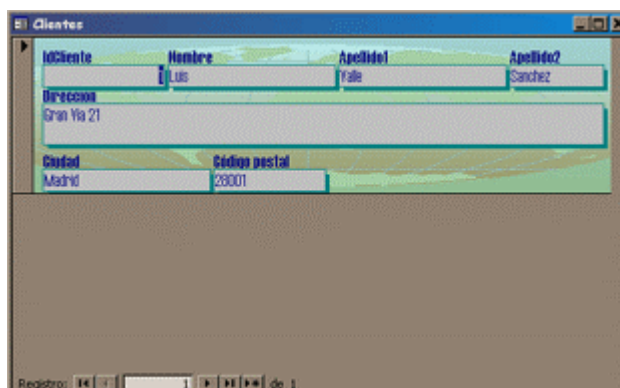 Clientes
IdCliente Nombre Apellido1 Apellido2
Luis Valle Sanchez
Direccion
Gran Via 21
Ciudad Código postal
Madrid 28001
Registro: 1 de 1